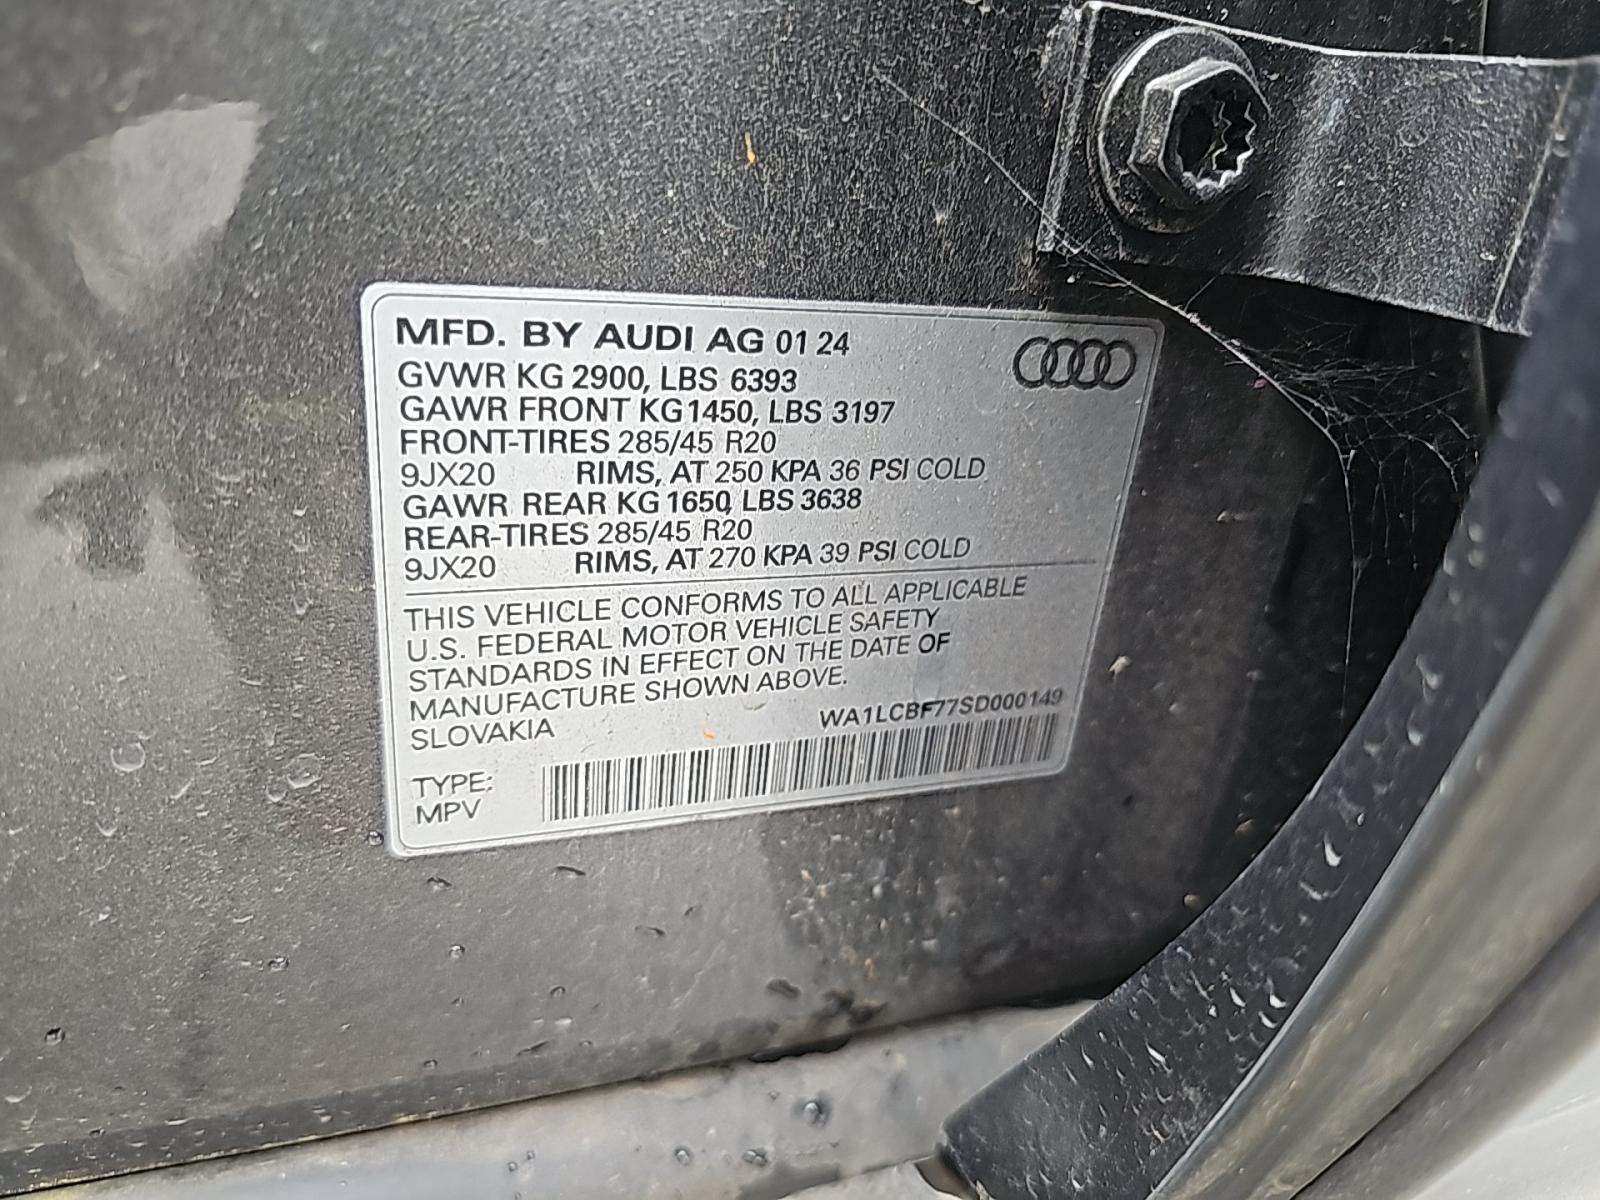 MFD. BY AUDI AG 01 24
GVWR KG 2900, LBS 6393
GAWR FRONT KG 1450, LBS 3197
FRONT-TIRES 285/45 R20
9JX20 RIMS, AT 250 KPA 36 PSI COLD
GAWR REAR KG 1650, LBS 3638
REAR-TIRES 285/45 R20
9JX20 RIMS, AT 270 KPA 39 PSI COLD
THIS VEHICLE CONFORMS TO ALL APPLICABLE
U.S. FEDERAL MOTOR VEHICLE SAFETY
STANDARDS IN EFFECT ON THE DATE OF
MANUFACTURE SHOWN ABOVE.
SLOVAKIA
WA1LCBF77SD000149
TYPE:
MPV